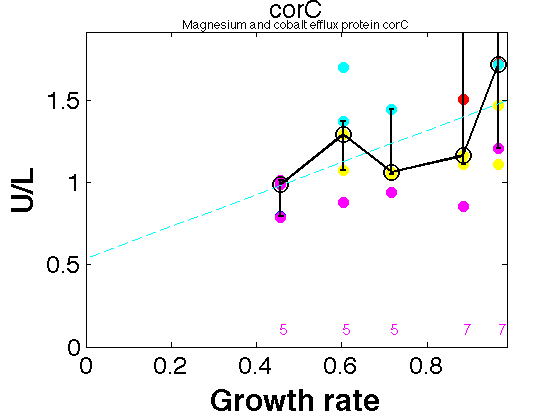 corC
Magnesium and cobalt efflux protein corC
U/L
1.5
1
0.5
0
5 5 5 7 7
0 0.2 0.4 0.6 0.8
Growth rate